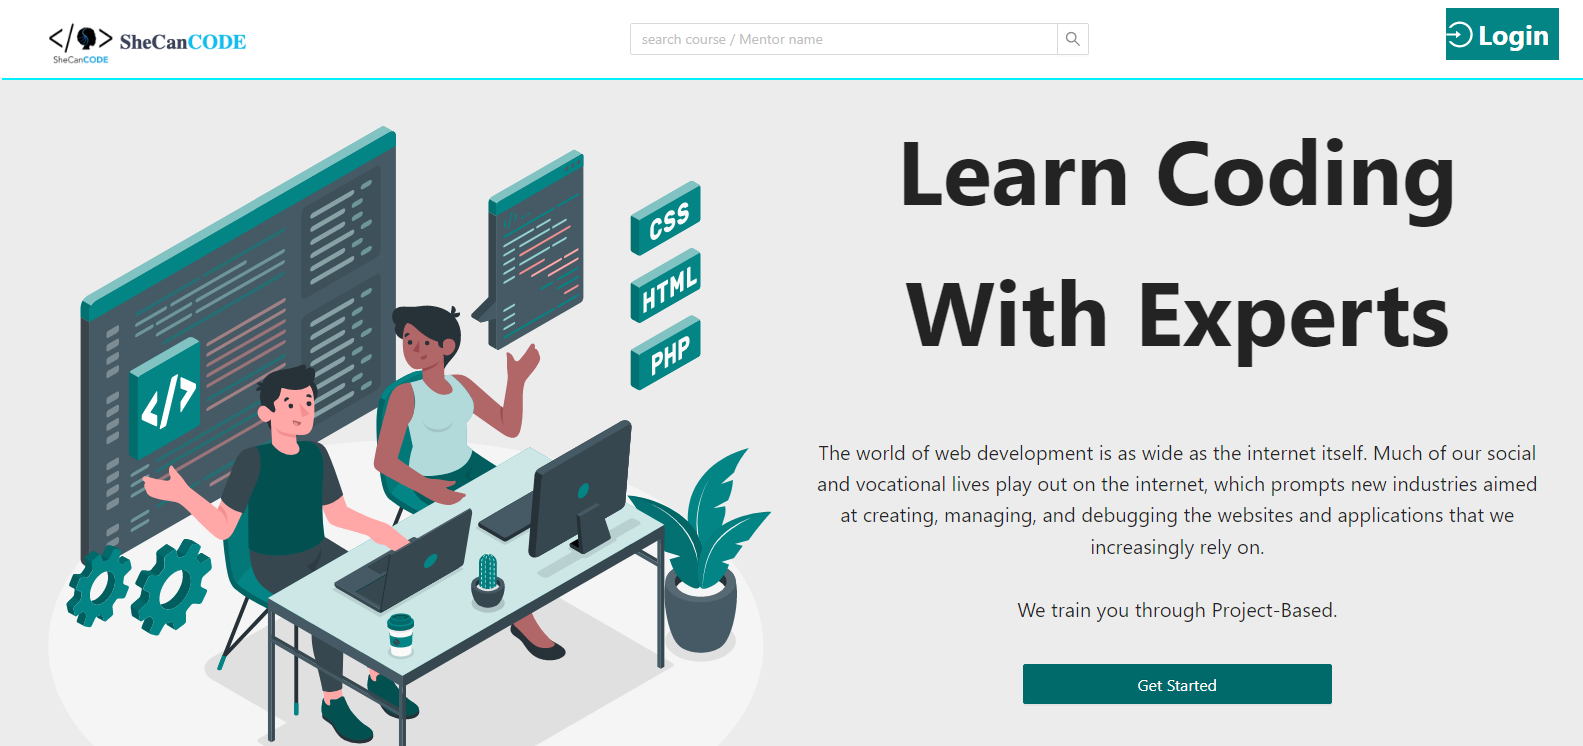 </>
SheCanCODE
SheCanCODE
search course / Mentor name
Login
Learn Coding
With Experts
CSS
HTML
PHP
</>
The world of web development is as wide as the internet itself. Much of our social
and vocational lives play out on the internet, which prompts new industries aimed
at creating, managing, and debugging the websites and applications that we
increasingly rely on.
We train you through Project-Based.
Get Started